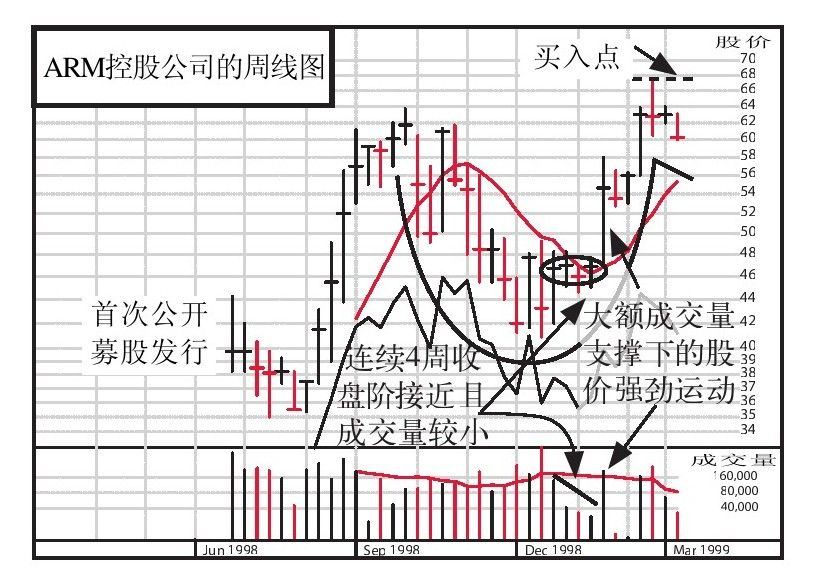 ARM控股公司的周线图
买入点
股价
70
68
66
64
62
60
58
56
54
52
50
48
46
44
42
40
39
38
37
36
35
34
首次公开
募股发行
连续4周收
盘阶接近且
成交量较小
大额成交量
支撑下的股
价强劲运动
成交量
160,000
80,000
40,000
Jun 1998
Sep 1998
Dec 1998
Mar 1999